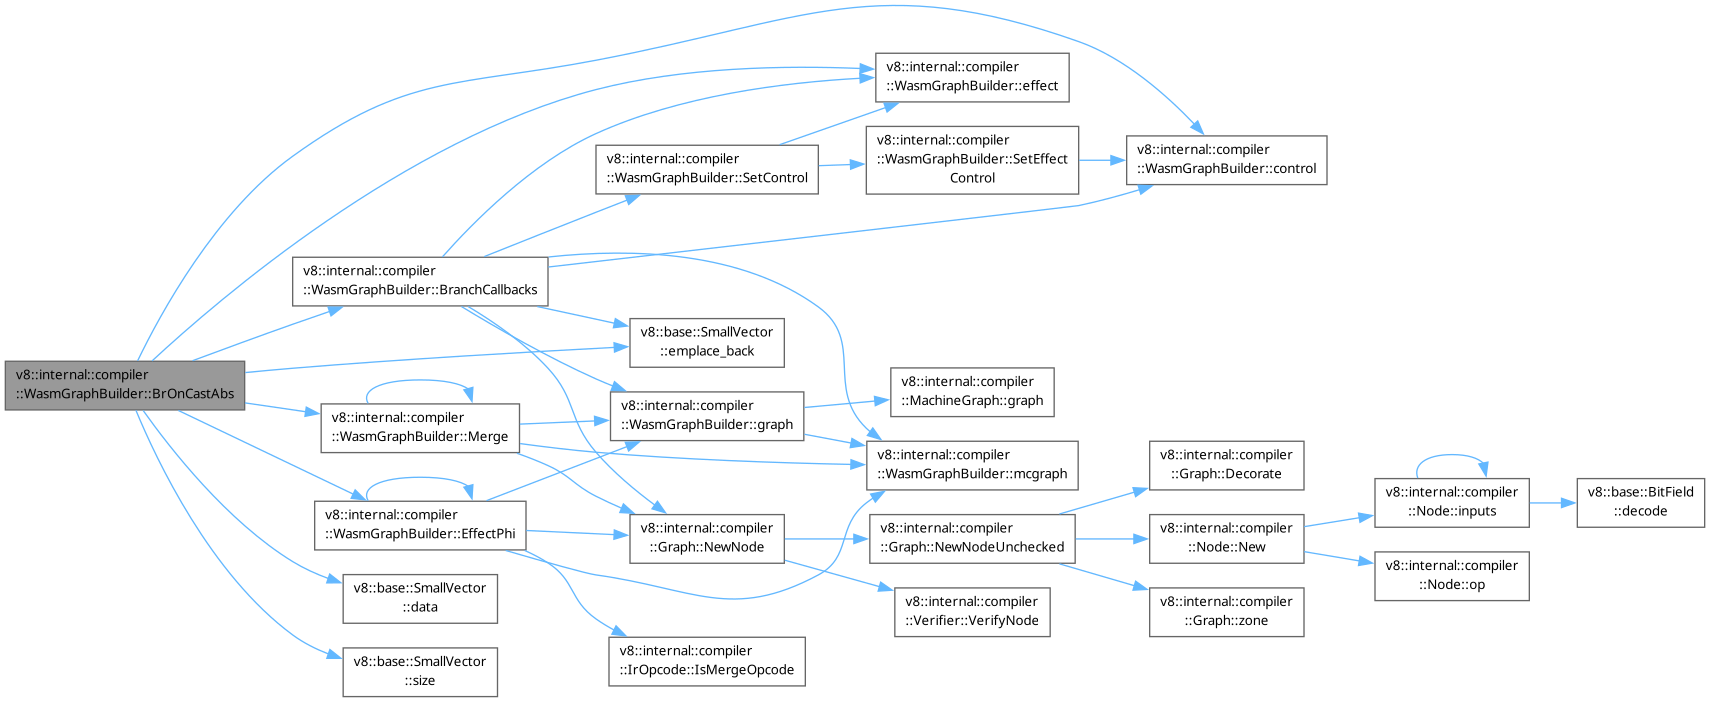 v8::internal::compiler
::WasmGraphBuilder::BrOnCastAbs
v8::internal::compiler
::WasmGraphBuilder::BranchCallbacks
v8::internal::compiler
::WasmGraphBuilder::Merge
v8::internal::compiler
::WasmGraphBuilder::EffectPhi
v8::base::SmallVector
::data
v8::base::SmallVector
::size
v8::internal::compiler
::WasmGraphBuilder::SetControl
v8::base::SmallVector
::emplace_back
v8::internal::compiler
::WasmGraphBuilder::graph
v8::internal::compiler
::Graph::NewNode
v8::internal::compiler
::IrOpcode::IsMergeOpcode
v8::internal::compiler
::WasmGraphBuilder::effect
v8::internal::compiler
::WasmGraphBuilder::SetEffect
Control
v8::internal::compiler
::MachineGraph::graph
v8::internal::compiler
::WasmGraphBuilder::mcgraph
v8::internal::compiler
::Graph::NewNodeUnchecked
v8::internal::compiler
::Verifier::VerifyNode
v8::internal::compiler
::WasmGraphBuilder::control
v8::internal::compiler
::Graph::Decorate
v8::internal::compiler
::Node::New
v8::internal::compiler
::Graph::zone
v8::internal::compiler
::Node::inputs
v8::internal::compiler
::Node::op
v8::base::BitField
::decode